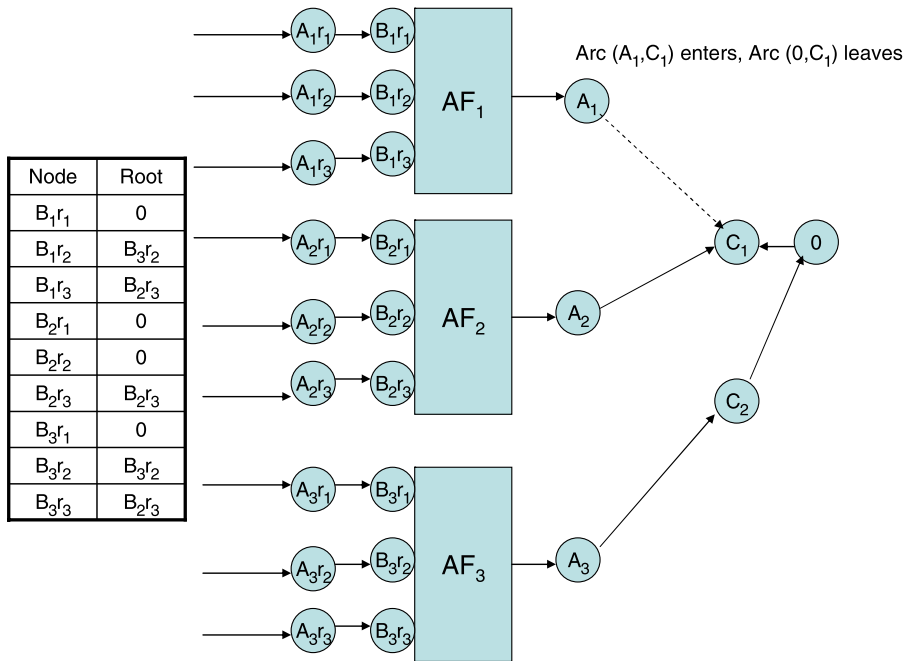 Arc (A₁,C₁) enters, Arc (0,C₁) leaves
Node Root
B₁r₁ 0
B₁r₂ B₃r₂
B₁r₃ B₂r₃
B₂r₁ 0
B₂r₂ 0
B₂r₃ B₂r₃
B₃r₁ 0
B₃r₂ B₃r₂
B₃r₃ B₂r₃
A₁r₁ B₁r₁
A₁r₂ B₁r₂
A₁r₃ B₁r₃
AF₁
A₁
A₂r₁ B₂r₁
A₂r₂ B₂r₂
A₂r₃ B₂r₃
AF₂
A₂
A₃r₁ B₃r₁
A₃r₂ B₃r₂
A₃r₃ B₃r₃
AF₃
A₃
C₁
0
C₂